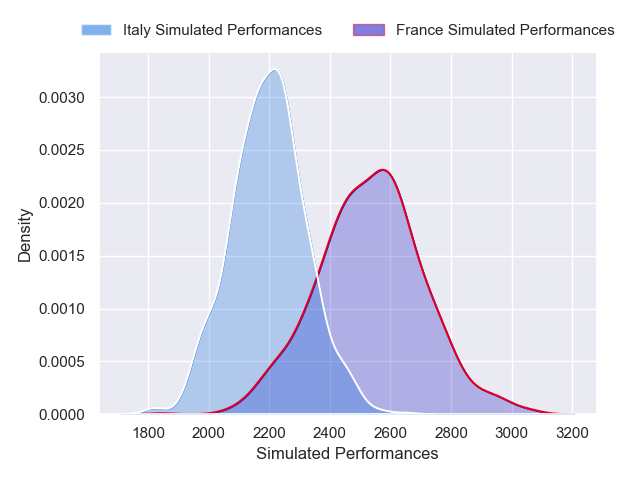 Italy Simulated Performances France Simulated Performances
0.0030
0.0025
0.0020
0.0015
0.0010
0.0005
0.0000
Density
1800 2000 2200 2400 2600 2800 3000 3200
Simulated Performances